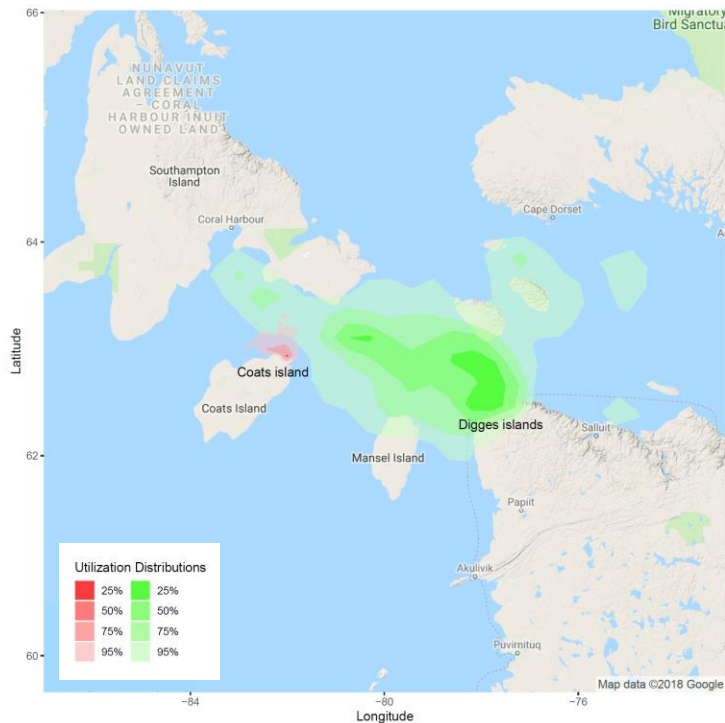 66
Migratory
Bird Sanctu
NUNAVUT
LAND CLAIMS
AGREEMENT
– CORAL
HARBOUR INUIT
OWNED LAND
Southampton
Island
Coral Harbour
Cape Dorset
64
Latitude
Coats island
Coats Island
Digges islands
Salluit
62
Mansel Island
Papiit
Akulivik
Puvirnituq
60
Utilization Distributions
25% 25%
50% 50%
75% 75%
95% 95%
Map data ©2018 Google
−84 −80 −76
Longitude